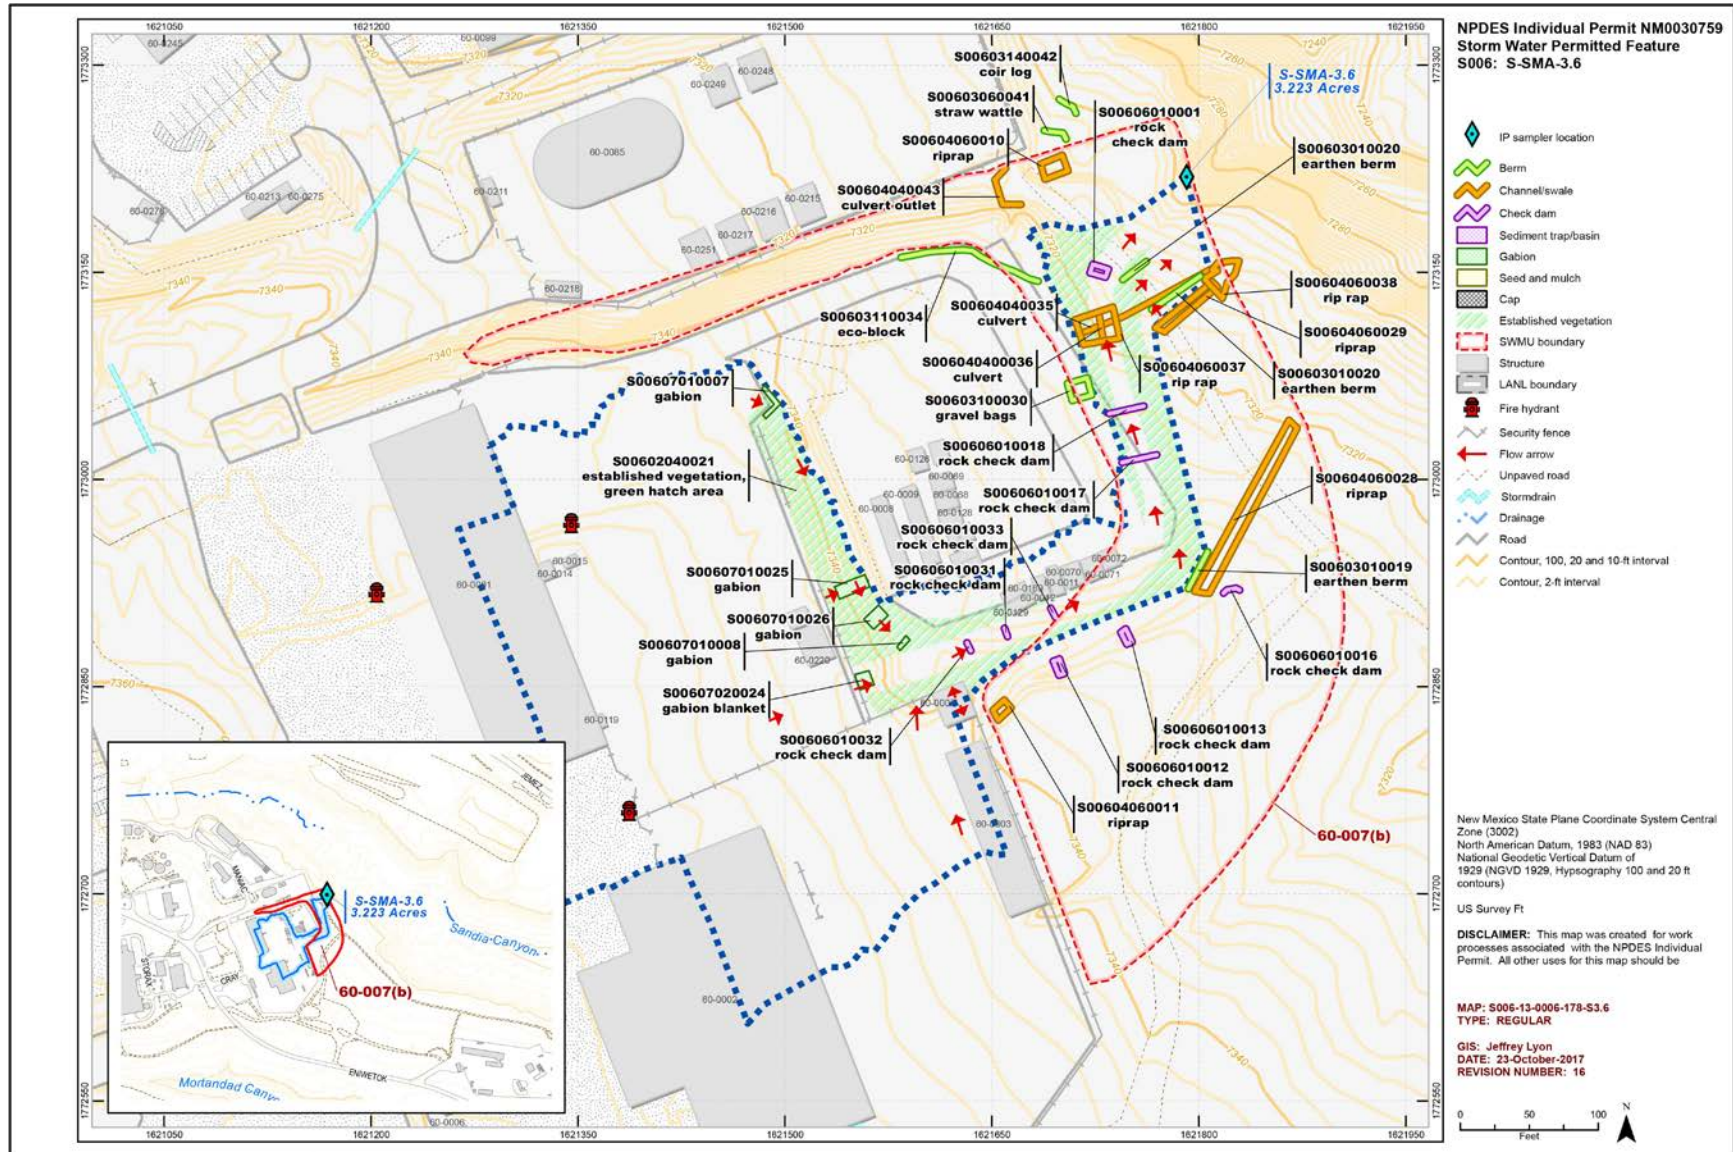 1621050 1621200 1621350 1621500 1621650 1621800 1621950
NPDES Individual Permit NM0030759
Storm Water Permitted Feature
S006: S-SMA-3.6
S-SMA-3.6
3.223 Acres
IP sampler location
Berm
Channel/swale
Check dam
Sediment trap/basin
Gabion
Seed and mulch
Cap
Established vegetation
SWMU boundary
Structure
LANL boundary
Fire hydrant
Security fence
Flow arrow
Unpaved road
Stormdrain
Drainage
Road
Contour, 100, 20 and 10-ft interval
Contour, 2-ft interval
S00603140042
coir log
S00603060041
straw wattle
S00604060010
riprap
S00604040043
culvert outlet
S00606010001
rock
check dam
S00603010020
earthen berm
S00604060038
rip rap
S00604060029
riprap
S00603010020
earthen berm
S00604060037
rip rap
S00604040035
culvert
S00603110034
eco-block
S006040400036
culvert
S00603100030
gravel bags
S00606010018
rock check dam
S00606010017
rock check dam
S00606010033
rock check dam
S00606010031
rock check dam
S00607010007
gabion
S00602040021
established vegetation,
green hatch area
S00607010025
gabion
S00607010026
gabion
S00607010008
gabion
S00607020024
gabion blanket
S00606010032
rock check dam
S00604060028
riprap
S00603010019
earthen berm
S00606010016
rock check dam
S00606010013
rock check dam
S00606010012
rock check dam
S00604060011
riprap
60-007(b)
60-0245
60-0099
60-0249
60-0248
60-0085
60-0211
60-0213
60-0275
60-0215
60-0216
60-0217
60-0251
60-0218
60-0126
60-0009
60-0008
60-0128
60-0015
60-0014
60-0072
60-0070
60-0071
60-0011
60-0129
60-0220
60-0119
60-0002
60-0006
7320
7340
7360
7280
7260
7240
1773300
1773150
1773000
1772850
1772700
1772550
S-SMA-3.6
3.223 Acres
60-007(b)
Sandia Canyon
JEMEZ
MANIAC
STORAX
CRAY
ENIWETOK
New Mexico State Plane Coordinate System Central
Zone (3002)
North American Datum, 1983 (NAD 83)
National Geodetic Vertical Datum of
1929 (NGVD 1929, Hypsography 100 and 20 ft
contours)
US Survey Ft
DISCLAIMER: This map was created for work
processes associated with the NPDES Individual
Permit. All other uses for this map should be
MAP: S006-13-0006-178-S3.6
TYPE: REGULAR
GIS: Jeffrey Lyon
DATE: 23-October-2017
REVISION NUMBER: 16
0 50 100
Feet
N
1621050 1621200 1621350 1621500 1621650 1621800 1621950